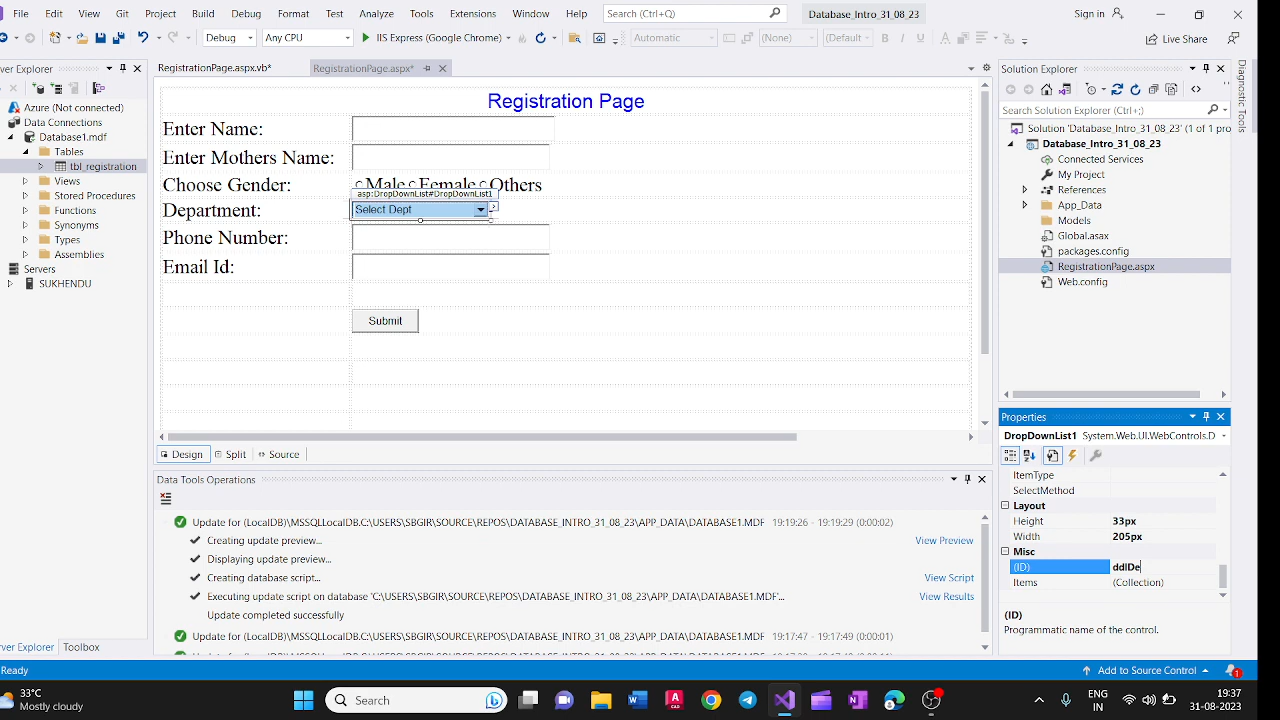 File Edit View Git Project Build Debug Format Test Analyze Tools Extensions Window Help Search (Ctrl+;) Database_Intro_31_08_23 Sign in
Debug Any CPU IIS Express (Google Chrome) Automatic (None) (Default B I U A Live Share
ver Explorer
Azure (Not connected)
Data Connections
Database1.mdf
Tables
tbl_registration
Views
Stored Procedures
Functions
Synonyms
Types
Assemblies
Servers
SUKHENDU
RegistrationPage.aspx.vb* RegistrationPage.aspx*
Registration Page
Enter Name:
Enter Mothers Name:
Choose Gender: Male Female Others
asp:DropDownList#DropDownList1
Department: Select Dept
Phone Number:
Email Id:
Submit
Design Split Source
Data Tools Operations
Update for (LocalDB)\MSSQLLocalDB.C:\USERS\SBGIR\SOURCE\REPOS\DATABASE_INTRO_31_08_23\APP_DATA\DATABASE1.MDF 19:19:26 - 19:19:29 (0:00:02)
Creating update preview... View Preview
Displaying update preview...
Creating database script... View Script
Executing update script on database 'C:\USERS\SBGIR\SOURCE\REPOS\DATABASE_INTRO_31_08_23\APP_DATA\DATABASE1.MDF'... View Results
Update completed successfully
Update for (LocalDB)\MSSQLLocalDB.C:\USERS\SBGIR\SOURCE\REPOS\DATABASE_INTRO_31_08_23\APP_DATA\DATABASE1.MDF 19:17:47 - 19:17:49 (0:00:01)
Solution Explorer
Search Solution Explorer (Ctrl+;)
Solution 'Database_Intro_31_08_23' (1 of 1 pro
Database_Intro_31_08_23
Connected Services
My Project
References
App_Data
Models
Global.asax
packages.config
RegistrationPage.aspx
Web.config
Diagnostic Tools
Properties
DropDownList1 System.Web.UI.WebControls.D
ItemType
SelectMethod
Layout
Height 33px
Width 205px
Misc
(ID) ddlDe
Items (Collection)
(ID)
Programmatic name of the control.
erver Explorer Toolbox
Ready Add to Source Control 1
33°C
Mostly cloudy
Search
ENG
IN
19:37
31-08-2023